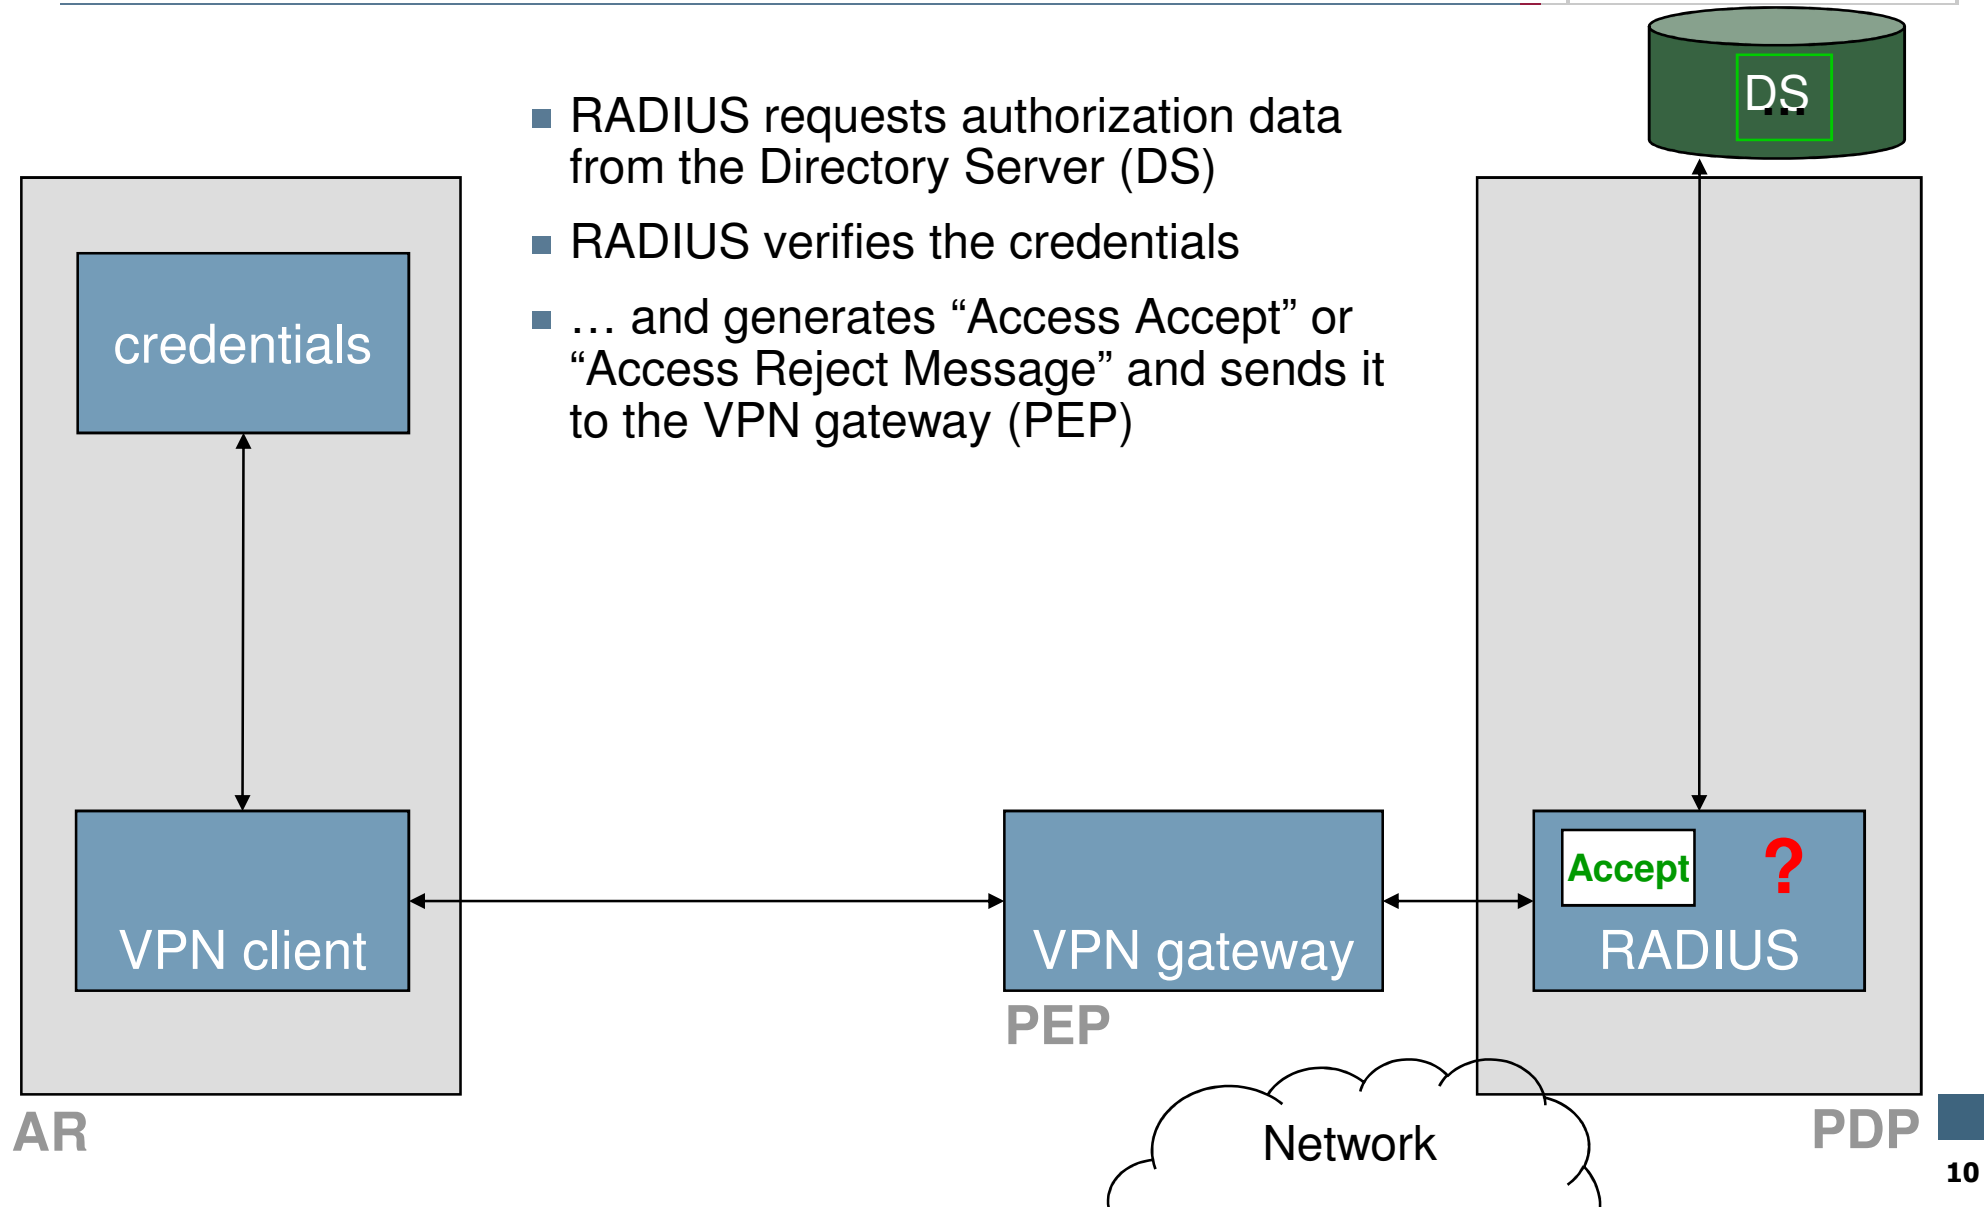 DS
...
RADIUS requests authorization data
from the Directory Server (DS)
RADIUS verifies the credentials
… and generates “Access Accept” or
“Access Reject Message” and sends it
to the VPN gateway (PEP)
credentials
Accept
?
VPN client
VPN gateway
RADIUS
PEP
AR
Network
PDP
10